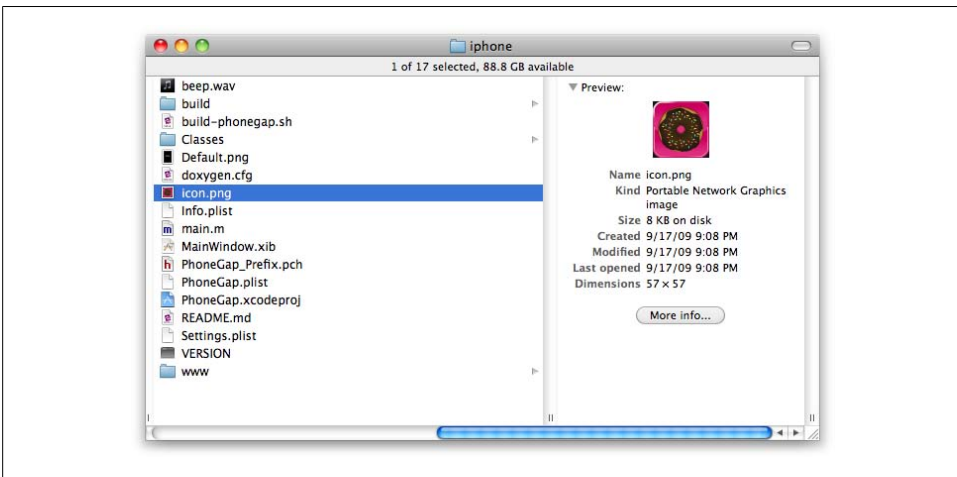 iphone
1 of 17 selected, 88.8 GB available
beep.wav
build
build-phonegap.sh
Classes
Default.png
doxygen.cfg
icon.png
Info.plist
main.m
MainWindow.xib
PhoneGap_Prefix.pch
PhoneGap.plist
PhoneGap.xcodeproj
README.md
Settings.plist
VERSION
www
Preview:
Name icon.png
Kind Portable Network Graphics
image
Size 8 KB on disk
Created 9/17/09 9:08 PM
Modified 9/17/09 9:08 PM
Last opened 9/17/09 9:08 PM
Dimensions 57 × 57
More info...